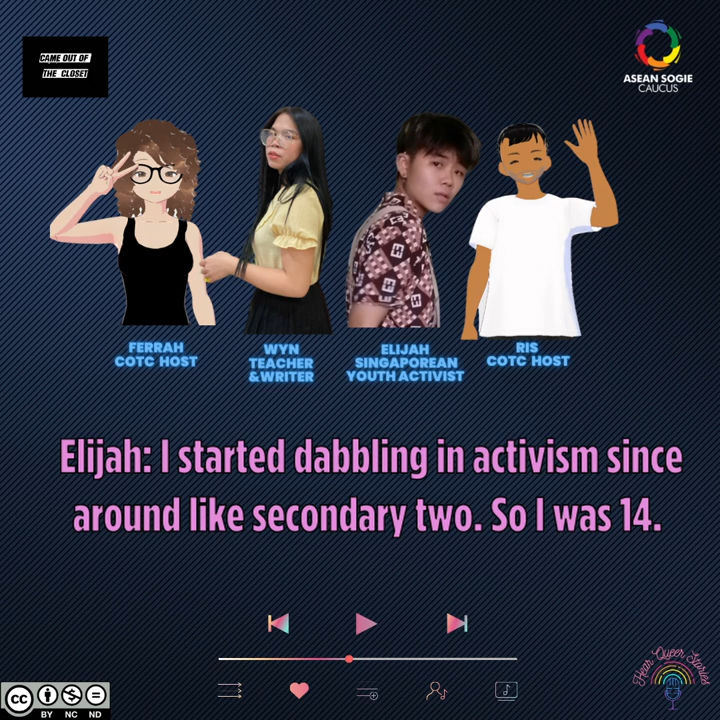 CAME OUT OF
THE CLOSET
ASEAN SOGIE
CAUCUS
FERRAH
COTC HOST
WYN
TEACHER
&WRITER
ELIJAH
SINGAPOREAN
YOUTH ACTIVIST
RIS
COTC HOST
Elijah: I started dabbling in activism since
around like secondary two. So I was 14.
Hear Queer Stories
cc
BY NC ND